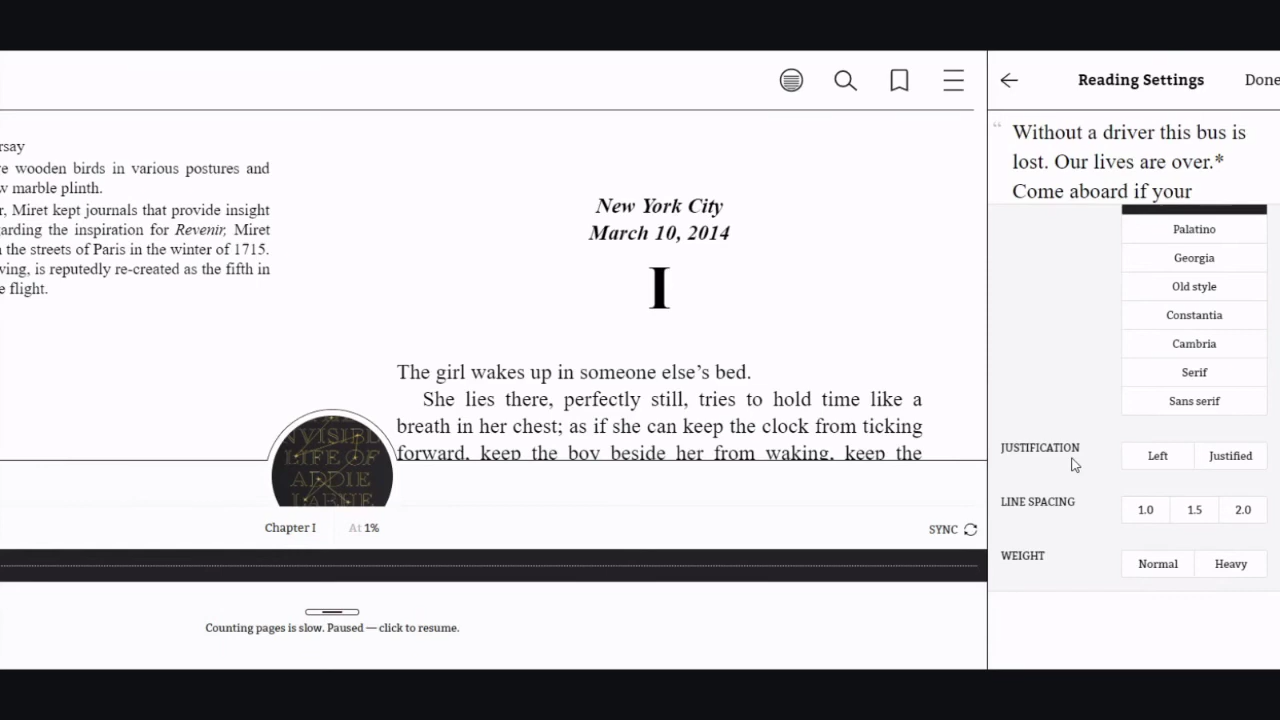 Reading Settings
Done
rsay
e wooden birds in various postures and
w marble plinth.
r, Miret kept journals that provide insight
arding the inspiration for Revenir, Miret
n the streets of Paris in the winter of 1715.
ving, is reputedly re-created as the fifth in
e flight.
New York City
March 10, 2014
I
The girl wakes up in someone else’s bed.
She lies there, perfectly still, tries to hold time like a
breath in her chest; as if she can keep the clock from ticking
forward, keep the boy beside her from waking, keep the
INVISIBLE
LIFE OF
ADDIE
LARUE
Chapter I
At 1%
SYNC
Counting pages is slow. Paused — click to resume.
“ Without a driver this bus is
lost. Our lives are over.*
Come aboard if your
Palatino
Georgia
Old style
Constantia
Cambria
Serif
Sans serif
JUSTIFICATION
Left
Justified
LINE SPACING
1.0
1.5
2.0
WEIGHT
Normal
Heavy